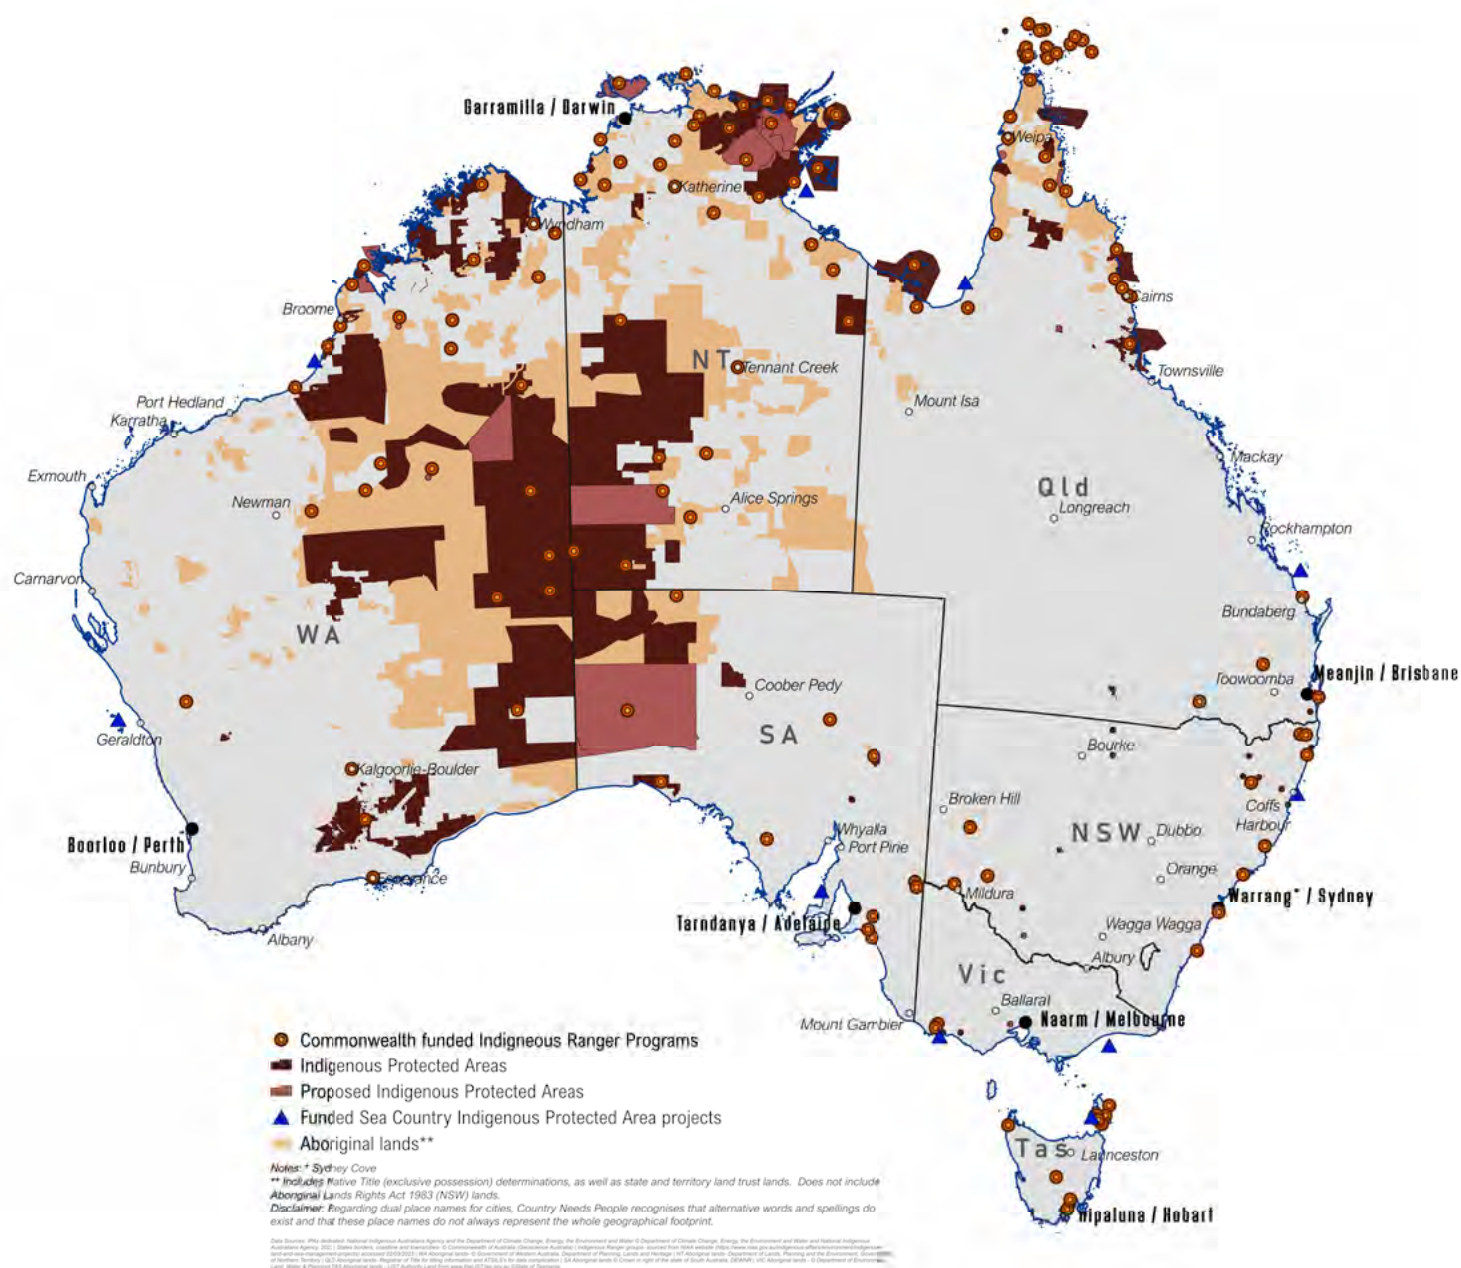 Garramilla / Darwin
Weipa
Katherine
Wyndham
Cairns
Broome
NT
Tennant Creek
Townsville
Port Hedland
Karratha
Mount Isa
Mackay
Exmouth
Newman
Alice Springs
Qld
Longreach
Rockhampton
Carnarvon
Bundaberg
WA
Toowoomba
Meanjin / Brisbane
Coober Pedy
SA
Geraldton
Bourke
Kalgoorlie-Boulder
Broken Hill
Coffs
Harbour
NSW
Dubbo
Boorloo / Perth
Whyalla
Port Pirie
Bunbury
Orange
Esperance
Mildura
Warrang* / Sydney
Tarndanya / Adelaide
Wagga Wagga
Albany
Albury
Vic
Ballarat
Mount Gambier
Naarm / Melbourne
Commonwealth funded Indigneous Ranger Programs
Indigenous Protected Areas
Proposed Indigenous Protected Areas
Funded Sea Country Indigenous Protected Area projects
Aboriginal lands**
Tas
Launceston
Nipaluna / Hobart
Notes: * Sydney Cove
** Includes Native Title (exclusive possession) determinations, as well as state and territory land trust lands. Does not include
Aboriginal Lands Rights Act 1983 (NSW) lands.
Disclaimer: Regarding dual place names for cities, Country Needs People recognises that alternative words and spellings do
exist and that these place names do not always represent the whole geographical footprint.